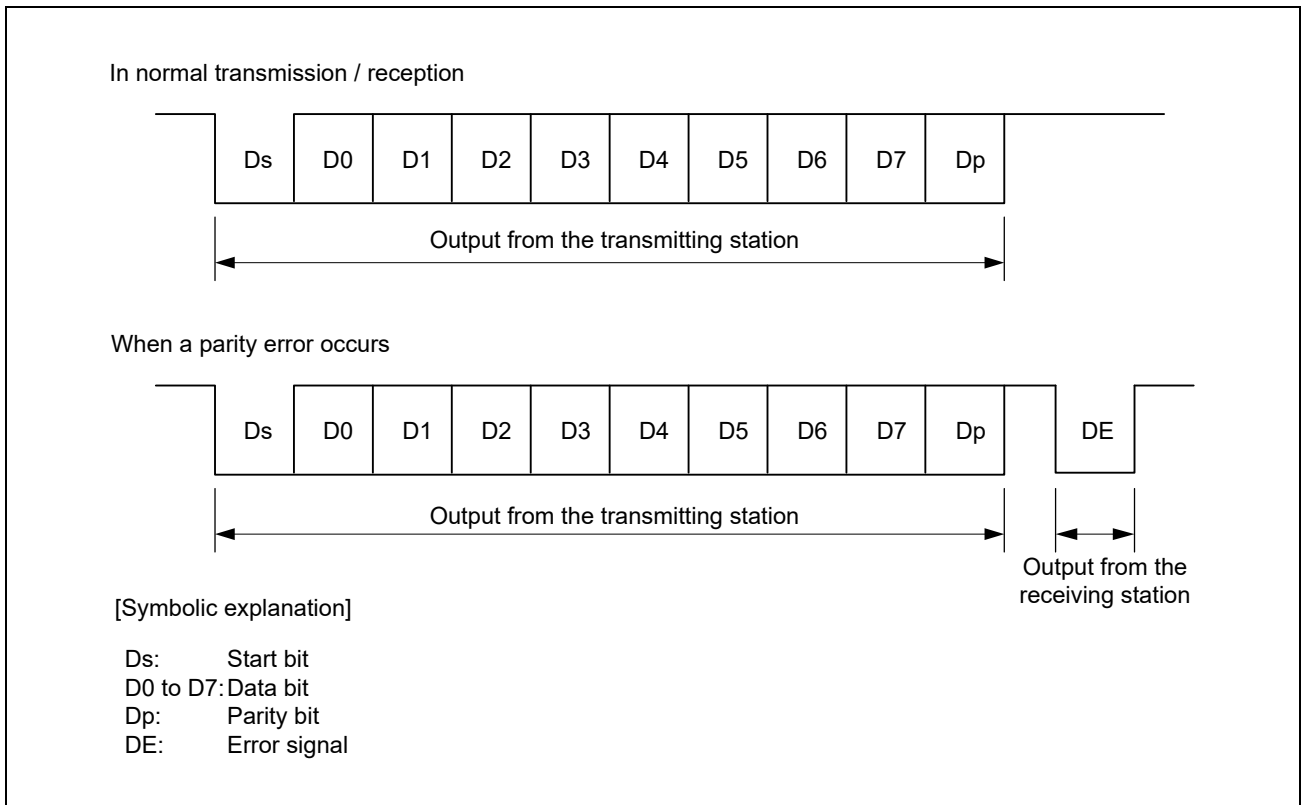 In normal transmission / reception
Ds D0 D1 D2 D3 D4 D5 D6 D7 Dp
Output from the transmitting station
When a parity error occurs
Ds D0 D1 D2 D3 D4 D5 D6 D7 Dp DE
Output from the transmitting station
Output from the
receiving station
[Symbolic explanation]
Ds: Start bit
D0 to D7: Data bit
Dp: Parity bit
DE: Error signal